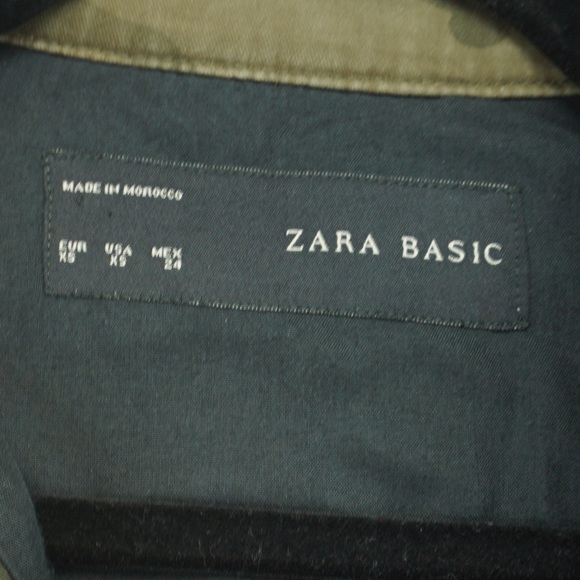 MADE IN MOROCCO
ZARA BASIC
EUR USA MEX
XS XS 24